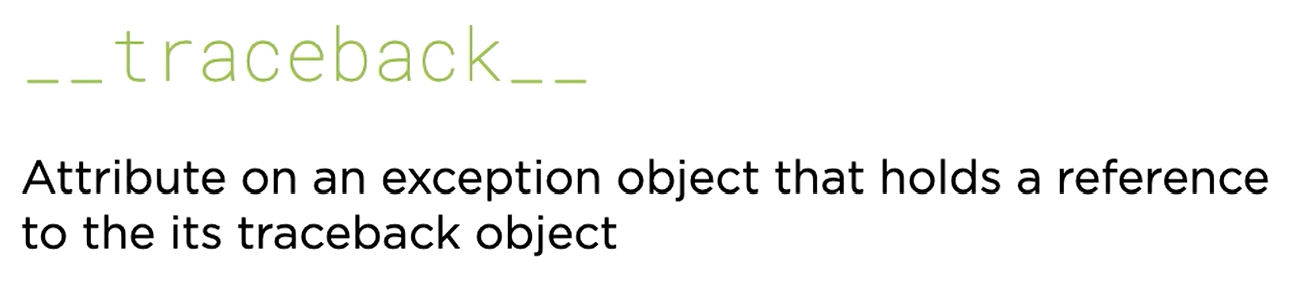 __traceback__
Attribute on an exception object that holds a reference
to the its traceback object